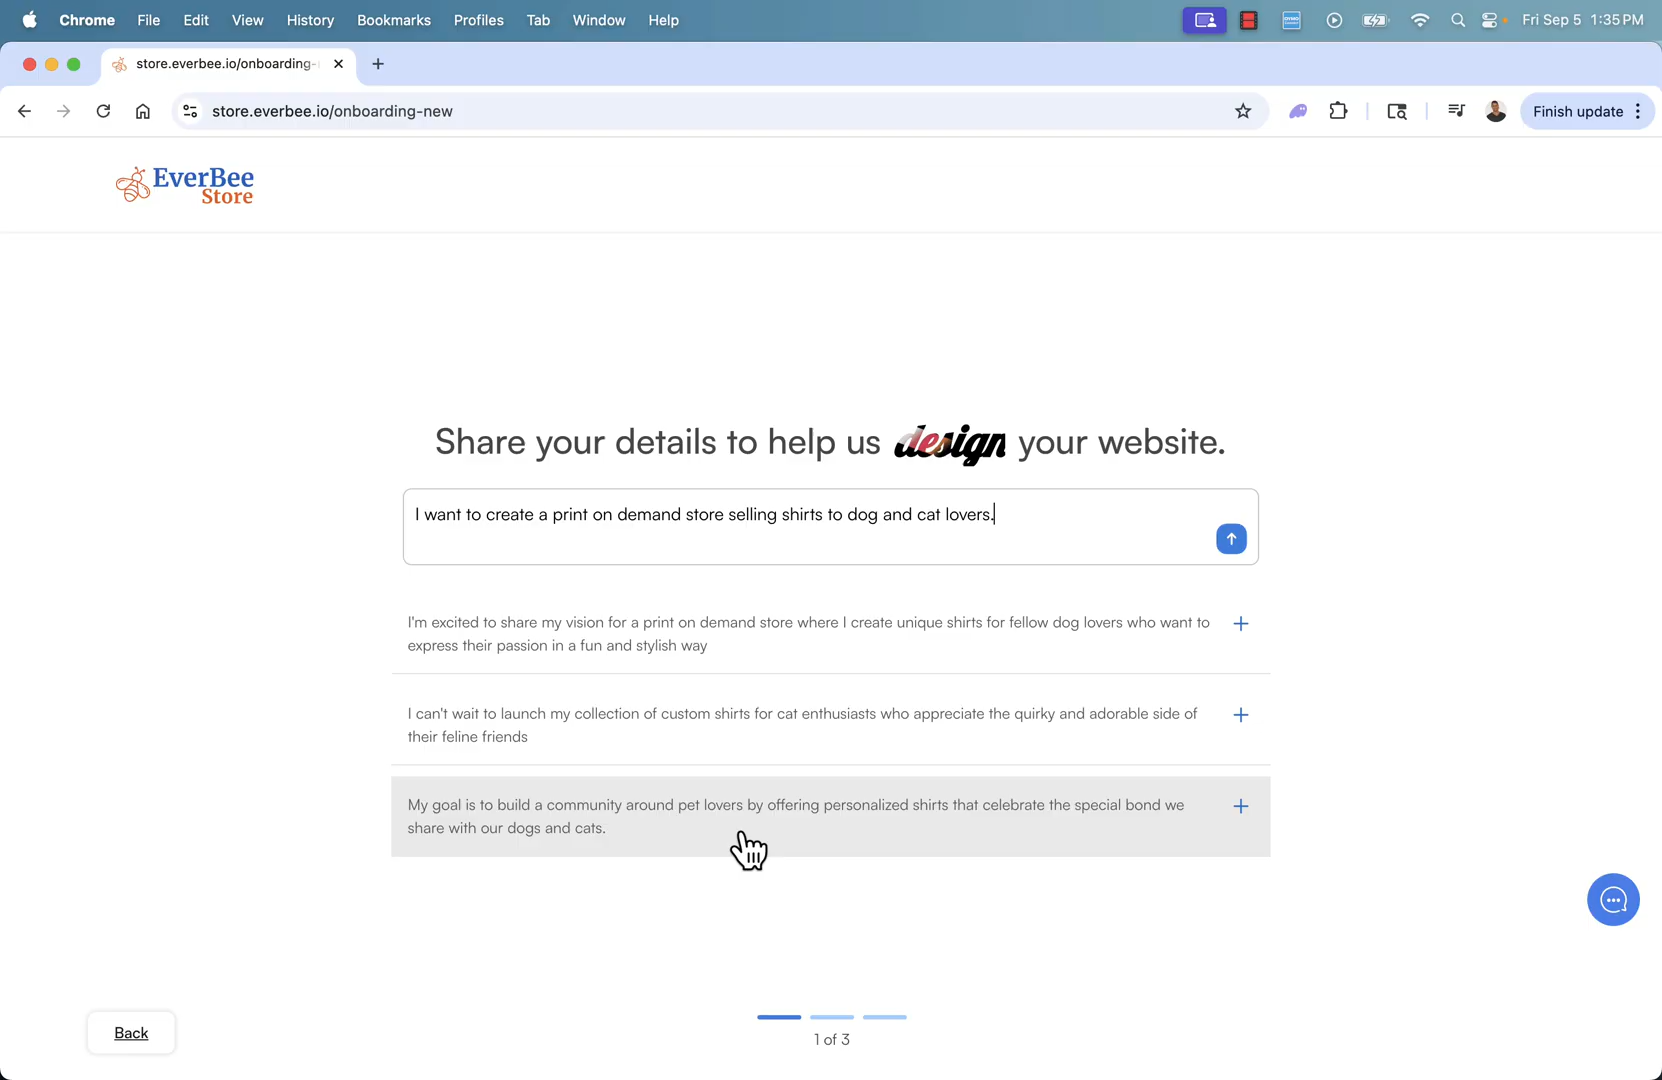 Chrome File Edit View History Bookmarks Profiles Tab Window Help Fri Sep 5 1:35 PM
store.everbee.io/onboarding-
store.everbee.io/onboarding-new Finish update
EverBee
Store
Share your details to help us design your website.
I want to create a print on demand store selling shirts to dog and cat lovers.
I'm excited to share my vision for a print on demand store where I create unique shirts for fellow dog lovers who want to
express their passion in a fun and stylish way
I can't wait to launch my collection of custom shirts for cat enthusiasts who appreciate the quirky and adorable side of
their feline friends
My goal is to build a community around pet lovers by offering personalized shirts that celebrate the special bond we
share with our dogs and cats.
Back
1 of 3